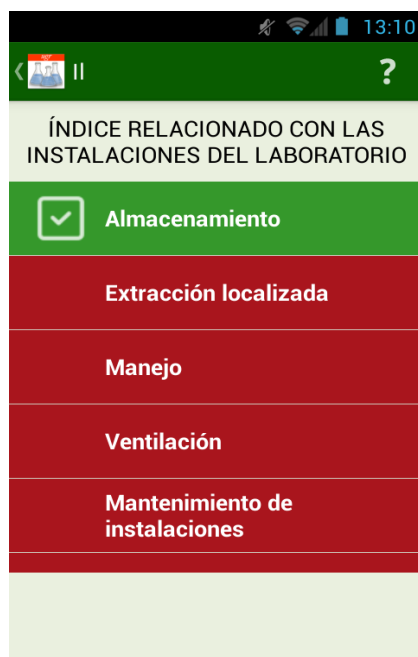 13:10
II
?
ÍNDICE RELACIONADO CON LAS
INSTALACIONES DEL LABORATORIO
Almacenamiento
Extracción localizada
Manejo
Ventilación
Mantenimiento de
instalaciones